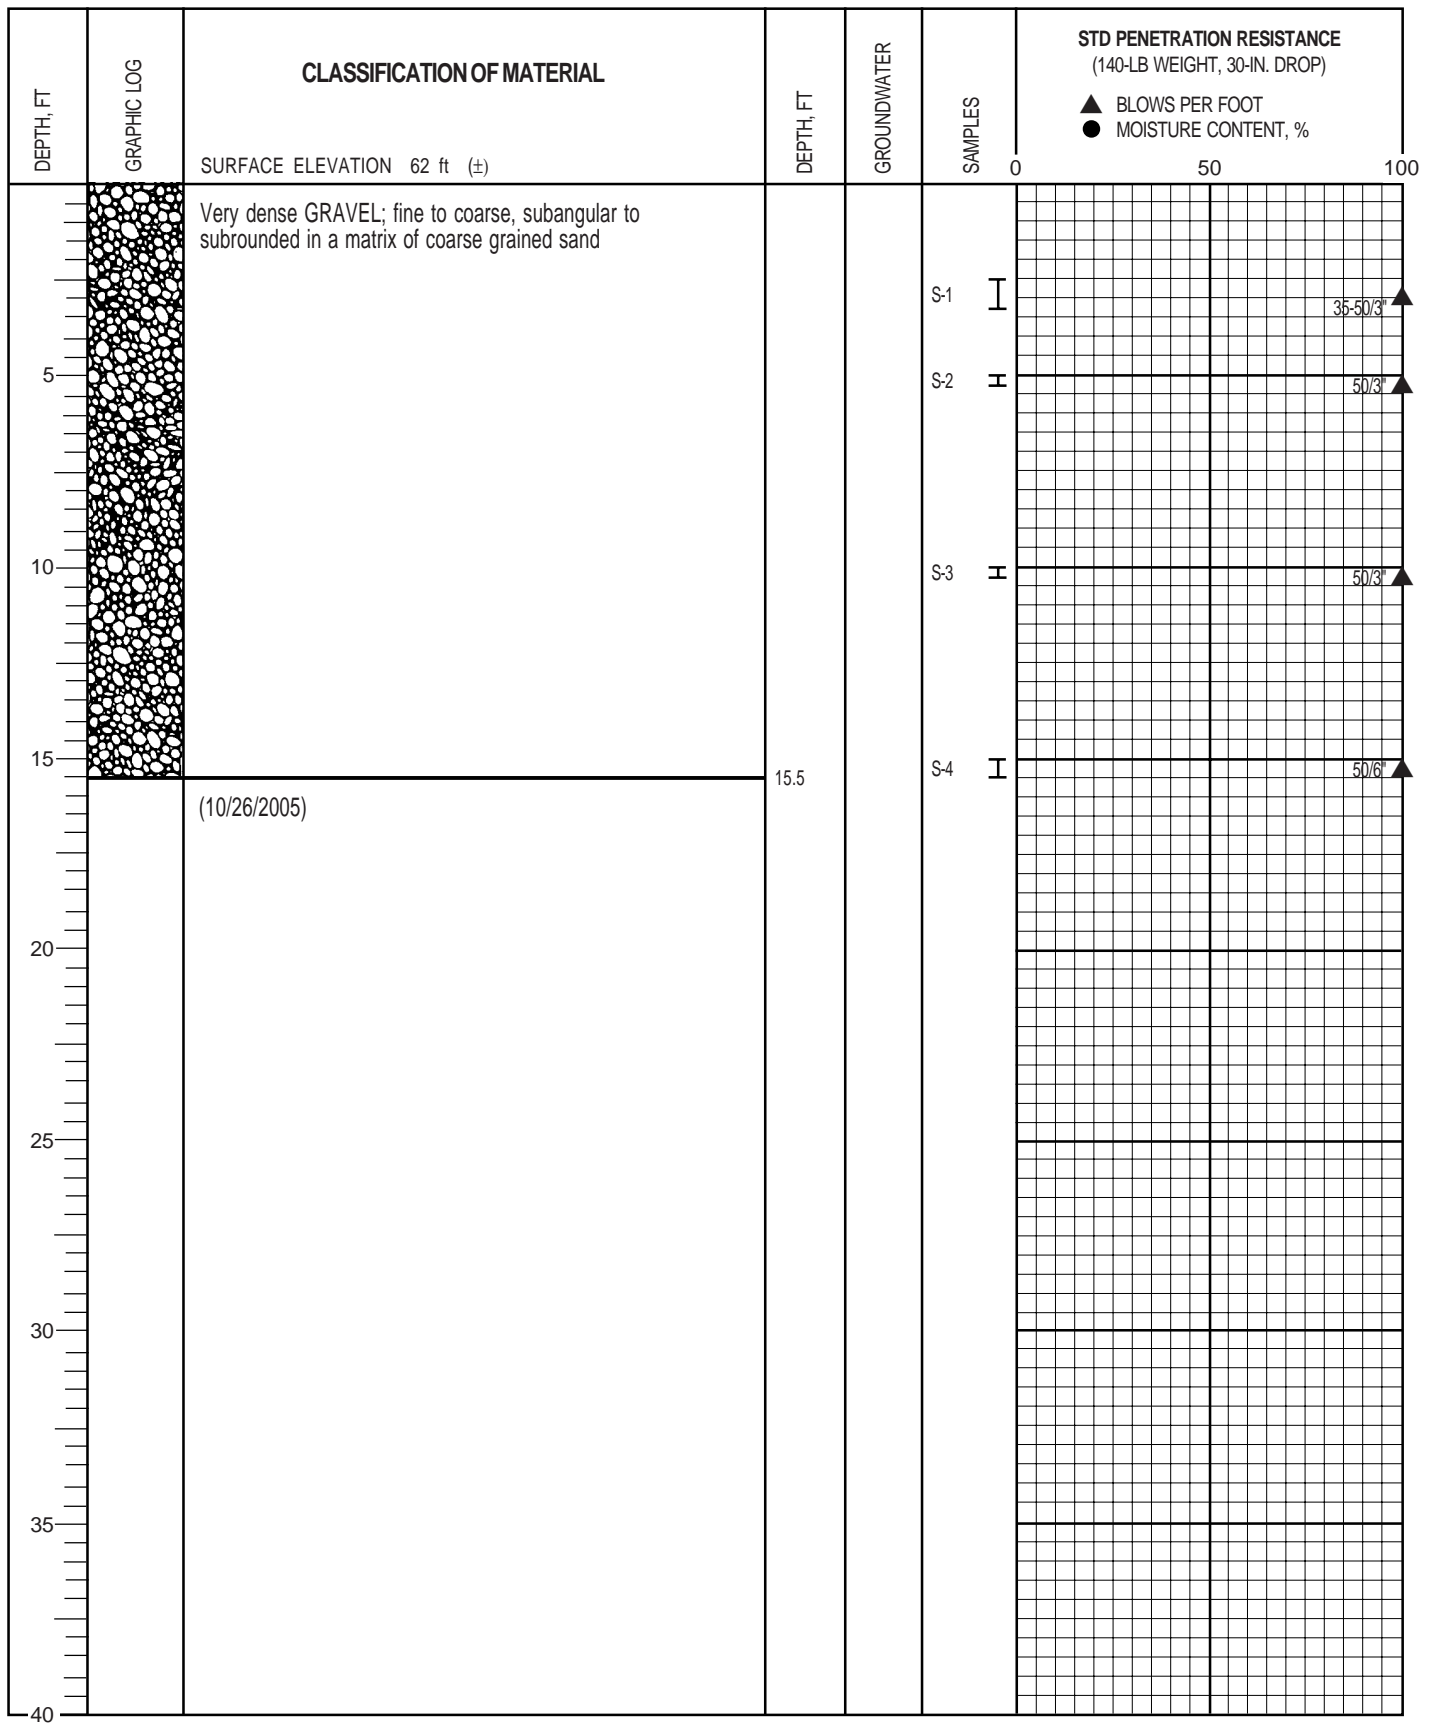 DEPTH, FT
GRAPHIC LOG
CLASSIFICATION OF MATERIAL
SURFACE ELEVATION 62 ft (±)
DEPTH, FT
GROUNDWATER
SAMPLES
STD PENETRATION RESISTANCE
(140-LB WEIGHT, 30-IN. DROP)
▲ BLOWS PER FOOT
● MOISTURE CONTENT, %
0 50 100
Very dense GRAVEL; fine to coarse, subangular to
subrounded in a matrix of coarse grained sand
S-1
35-50/3"
5
S-2
50/3"
10
S-3
50/3"
15
S-4
50/6"
15.5
(10/26/2005)
20
25
30
35
40